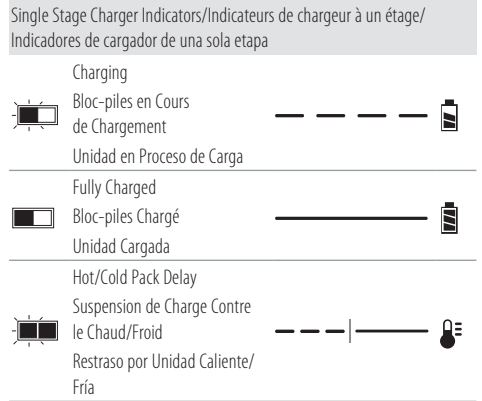 Single Stage Charger Indicators/Indicateurs de chargeur à un étage/
Indicadores de cargador de una sola etapa
Charging
Bloc-piles en Cours
de Chargement
Unidad en Proceso de Carga
Fully Charged
Bloc-piles Chargé
Unidad Cargada
Hot/Cold Pack Delay
Suspension de Charge Contre
le Chaud/Froid
Restraso por Unidad Caliente/
Fría